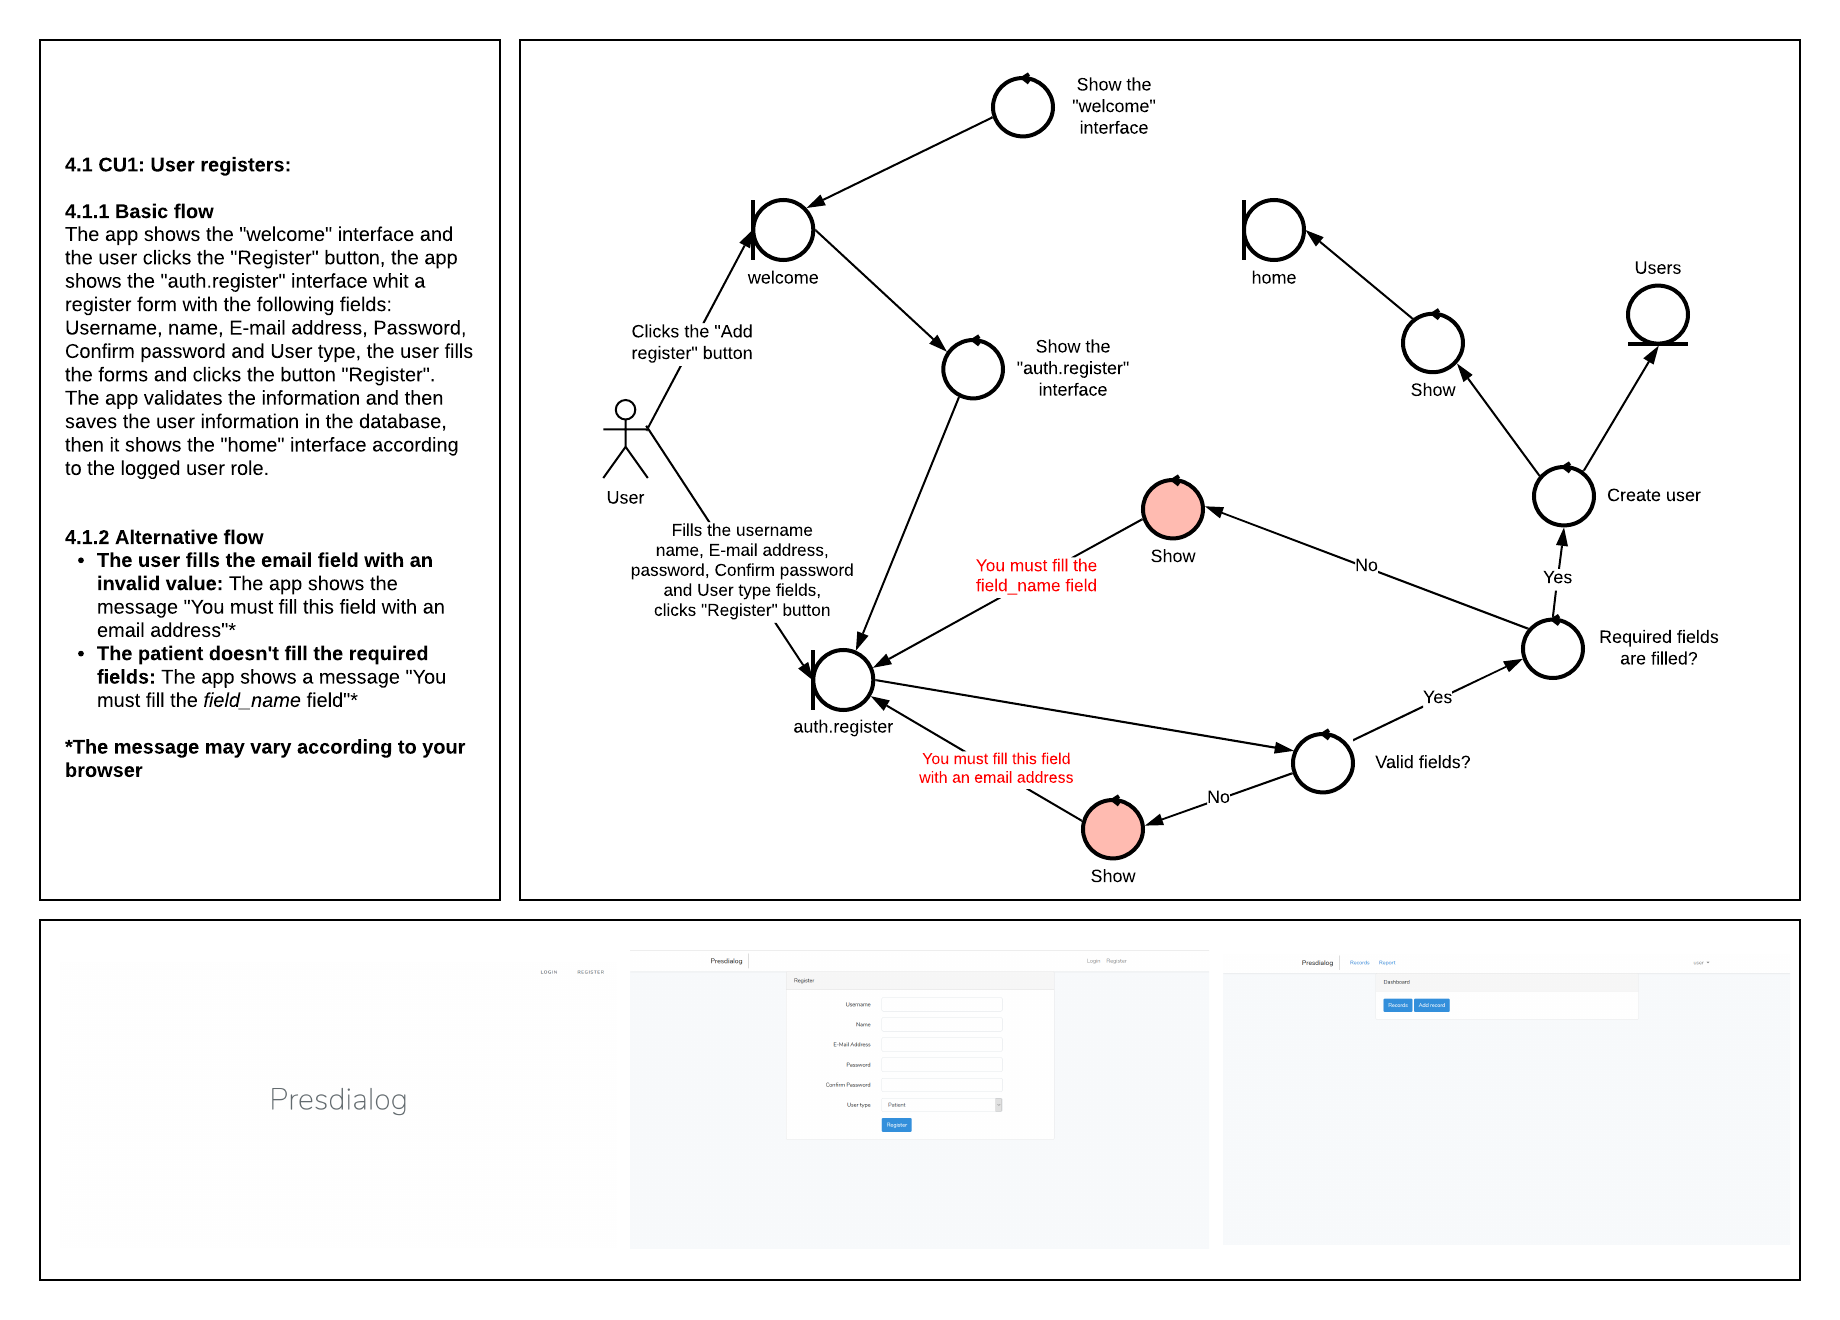 4.1 CU1: User registers:
4.1.1 Basic flow
The app shows the "welcome" interface and
the user clicks the "Register" button, the app
shows the "auth.register" interface whit a
register form with the following fields:
Username, name, E-mail address, Password,
Confirm password and User type, the user fills
the forms and clicks the button "Register".
The app validates the information and then
saves the user information in the database,
then it shows the "home" interface according
to the logged user role.
4.1.2 Alternative flow
• The user fills the email field with an
invalid value: The app shows the
message "You must fill this field with an
email address"*
• The patient doesn't fill the required
fields: The app shows a message "You
must fill the field_name field"*
*The message may vary according to your
browser
Show the
"welcome"
interface
welcome
home
Users
Clicks the "Add
register" button
Show the
"auth.register"
interface
Show
User
Create user
Fills the username
name, E-mail address,
password, Confirm password
and User type fields,
clicks "Register" button
Show
You must fill the
field_name field
No
Yes
Required fields
are filled?
Yes
auth.register
You must fill this field
with an email address
Valid fields?
No
Show
LOGIN REGISTER
Presdialog
Presdialog
Login Register
Register
Username
Name
E-Mail Address
Password
Confirm Password
User type Patient
Register
Presdialog Records Report
user
Dashboard
Records Add record